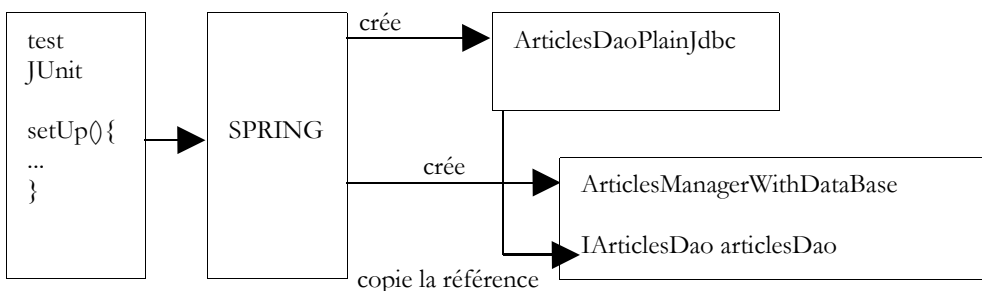 test
JUnit
setUp(){
...
}
SPRING
crée
ArticlesDaoPlainJdbc
crée
ArticlesManagerWithDataBase
IArticlesDao articlesDao
copie la référence